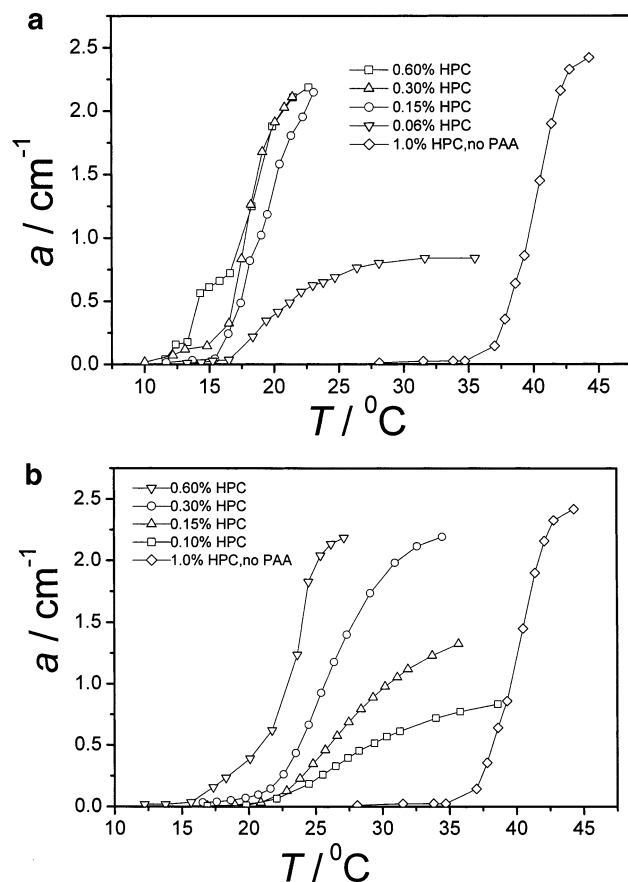 a
2.5
2.0
1.5
1.0
0.5
0.0
a / cm⁻¹
0.60% HPC
0.30% HPC
0.15% HPC
0.06% HPC
1.0% HPC,no PAA
10 15 20 25 30 35 40 45
T / ⁰C
b
2.5
2.0
1.5
1.0
0.5
0.0
a / cm⁻¹
0.60% HPC
0.30% HPC
0.15% HPC
0.10% HPC
1.0% HPC,no PAA
10 15 20 25 30 35 40 45
T / ⁰C